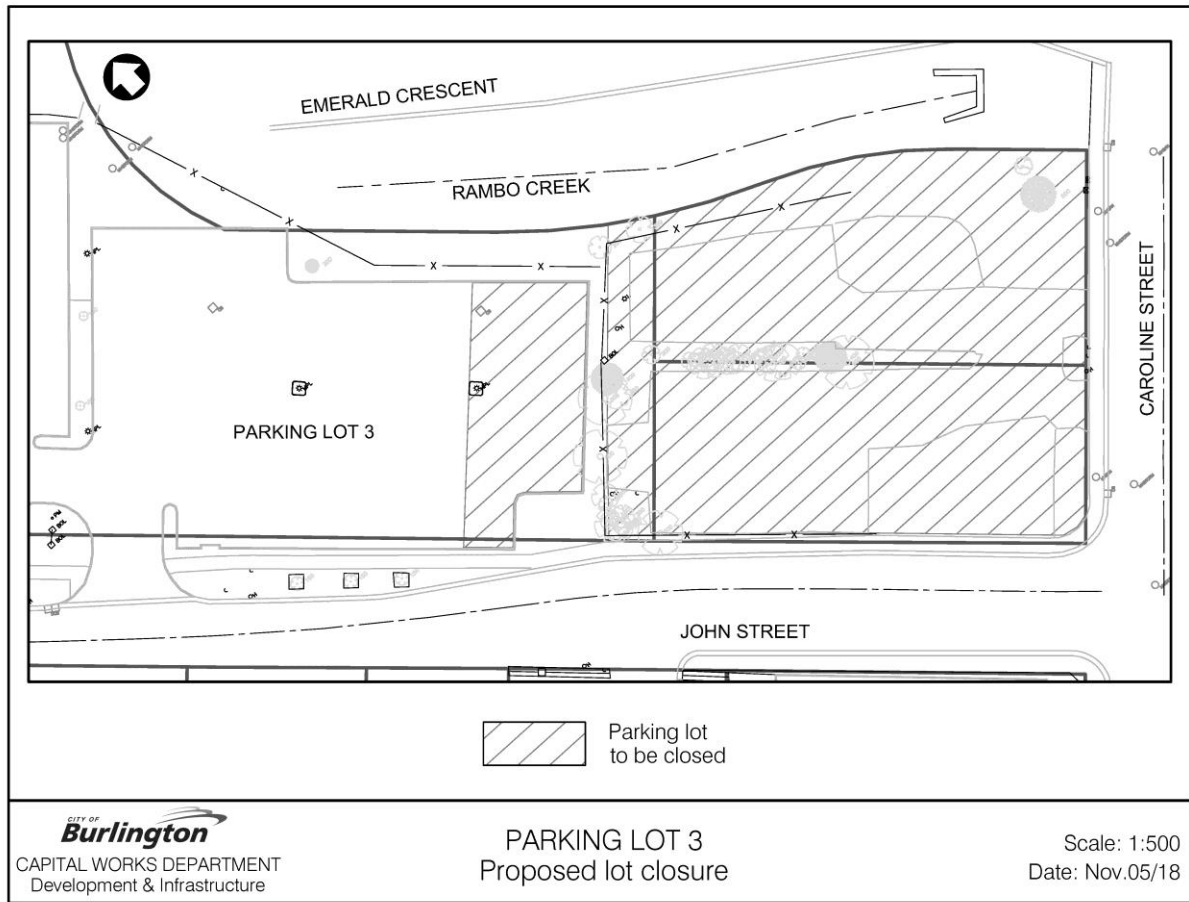 EMERALD CRESCENT
RAMBO CREEK
CAROLINE STREET
PARKING LOT 3
JOHN STREET
Parking lot
to be closed
CITY OF
Burlington
CAPITAL WORKS DEPARTMENT
Development & Infrastructure
PARKING LOT 3
Proposed lot closure
Scale: 1:500
Date: Nov.05/18